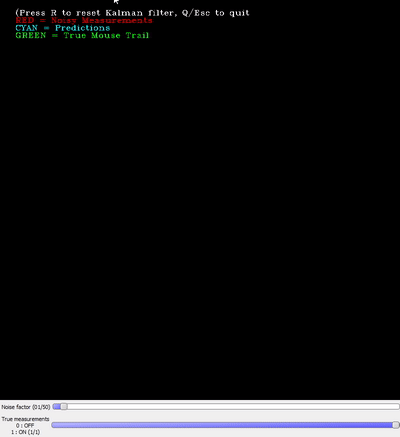 (Press R to reset Kalman filter, Q/Esc to quit
RED = Noisy Measurements
CYAN = Predictions
GREEN = True Mouse Trail
Noise factor (01/50)
True measurements
0 : OFF
1 : ON (1/1)